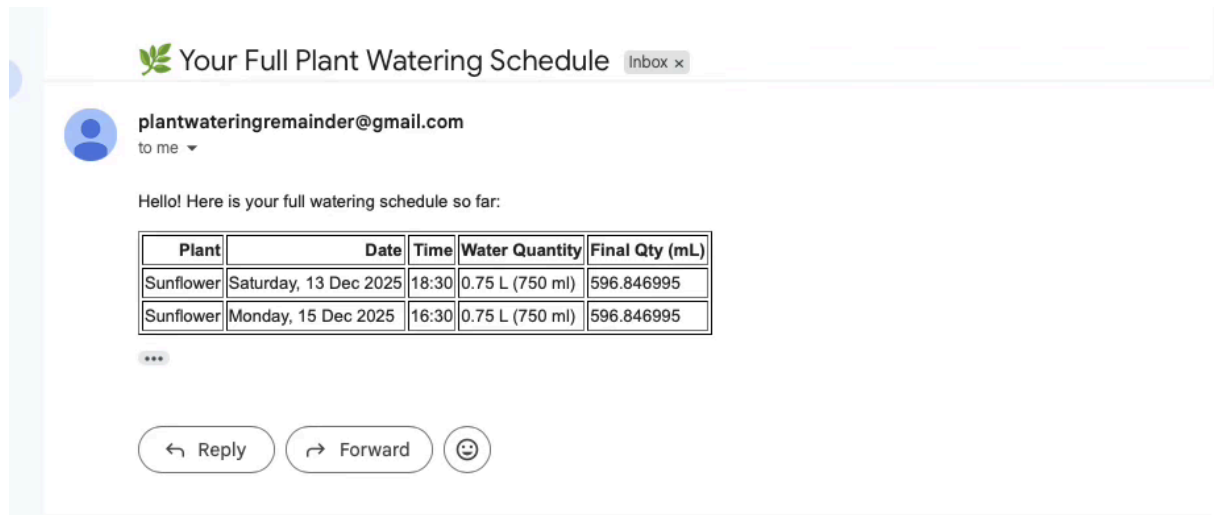 🌿 Your Full Plant Watering Schedule Inbox ×
plantwateringremainder@gmail.com
to me
Hello! Here is your full watering schedule so far:
Plant Date Time Water Quantity Final Qty (mL)
Sunflower Saturday, 13 Dec 2025 18:30 0.75 L (750 ml) 596.846995
Sunflower Monday, 15 Dec 2025 16:30 0.75 L (750 ml) 596.846995
Reply Forward